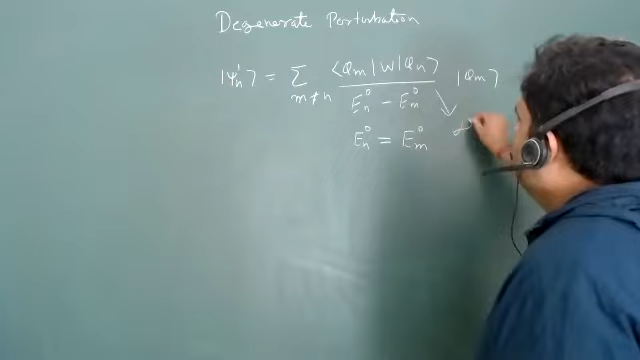 Degenerate Perturbation
|ψ'n⟩ = Σ m≠n ⟨φm|W|φn⟩ / (E⁰n − E⁰m) |φm⟩
E⁰n = E⁰m